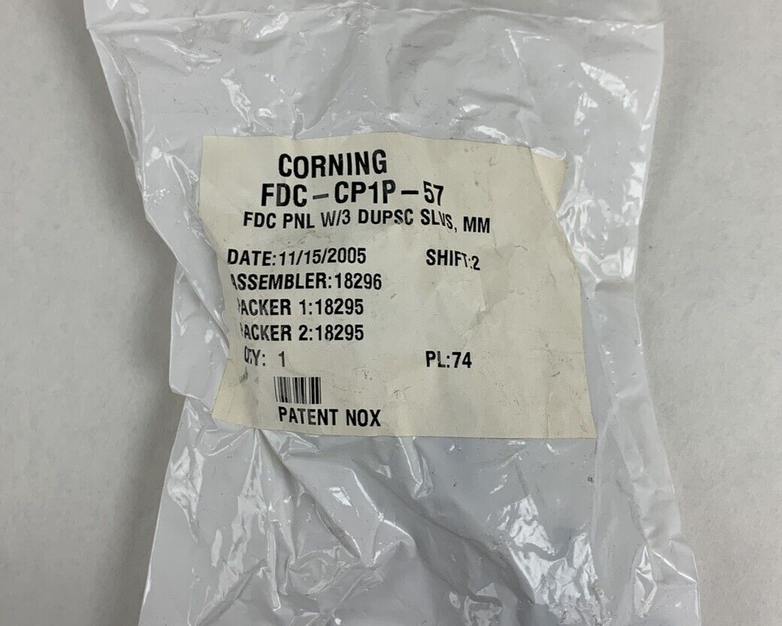 CORNING
FDC-CP1P-57
FDC PNL W/3 DUPSC SLVS, MM
DATE:11/15/2005 SHIFT:2
ASSEMBLER:18296
PACKER 1:18295
PACKER 2:18295
QTY: 1 PL:74
PATENT NOX